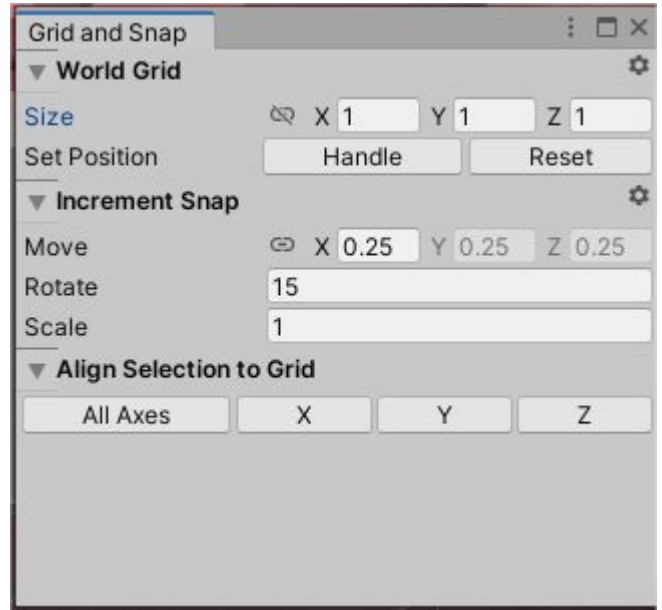 Grid and Snap
World Grid
Size X 1 Y 1 Z 1
Set Position Handle Reset
Increment Snap
Move X 0.25 Y 0.25 Z 0.25
Rotate 15
Scale 1
Align Selection to Grid
All Axes X Y Z